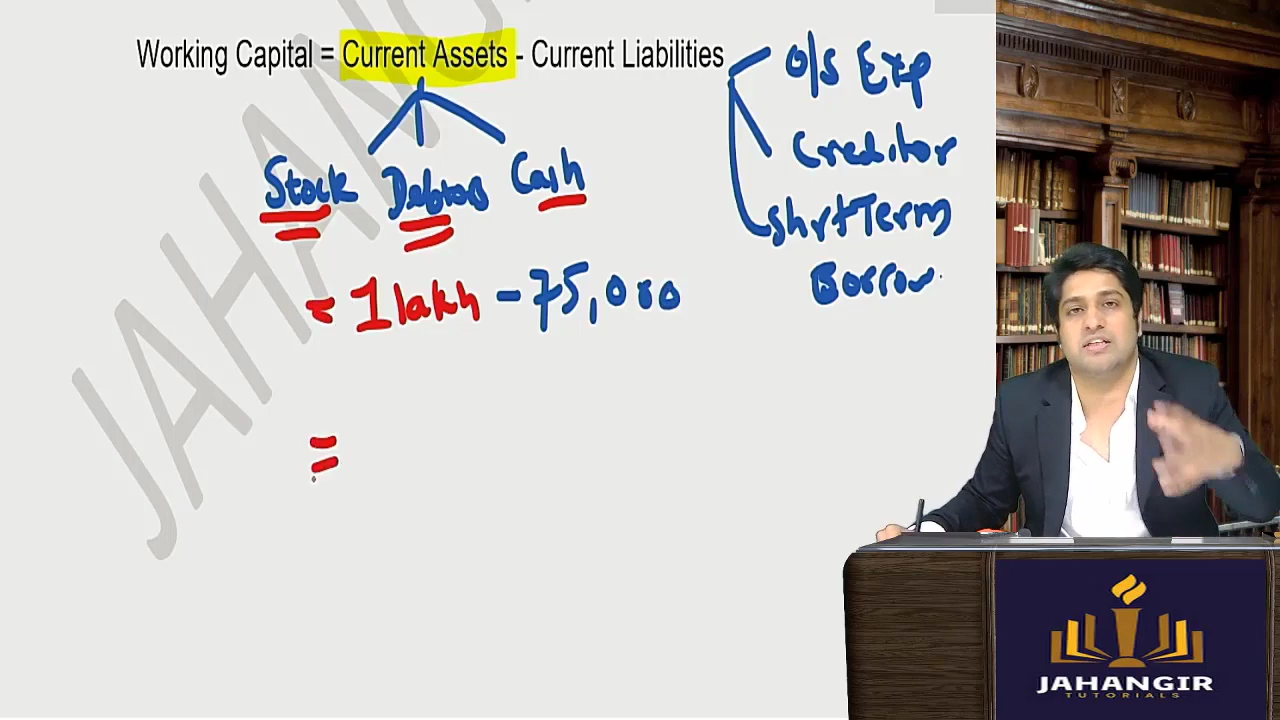 Working Capital = Current Assets - Current Liabilities
O/S Exp
Creditor
Shrt Term
Borrow.
Stock Debtors Cash
= 1 lakh - 75,000
=
JAHANGIR
TUTORIALS